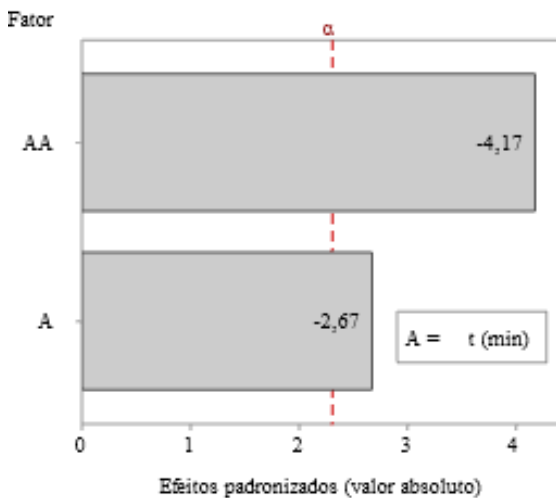 Fator
α
AA
-4,17
A
-2,67
A = t (min)
0 1 2 3 4
Efeitos padronizados (valor absoluto)